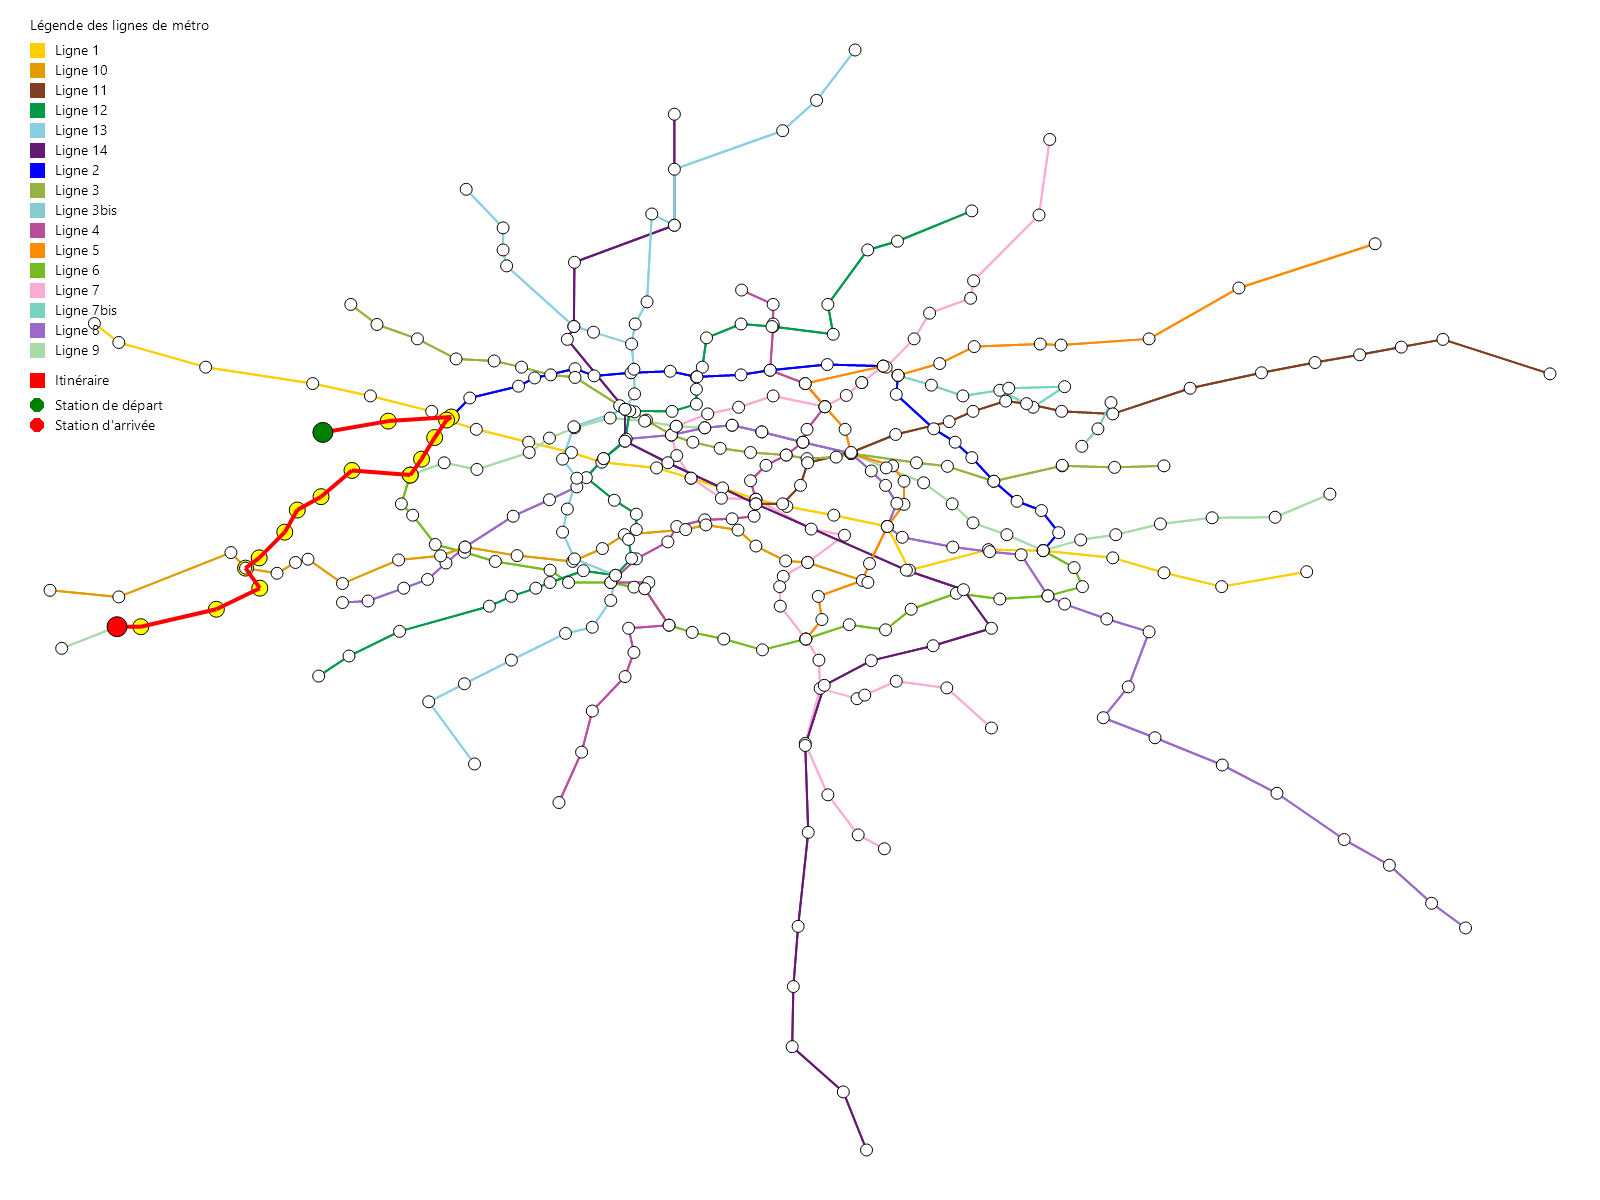 Légende des lignes de métro
Ligne 1
Ligne 10
Ligne 11
Ligne 12
Ligne 13
Ligne 14
Ligne 2
Ligne 3
Ligne 3bis
Ligne 4
Ligne 5
Ligne 6
Ligne 7
Ligne 7bis
Ligne 8
Ligne 9
Itinéraire
Station de départ
Station d'arrivée